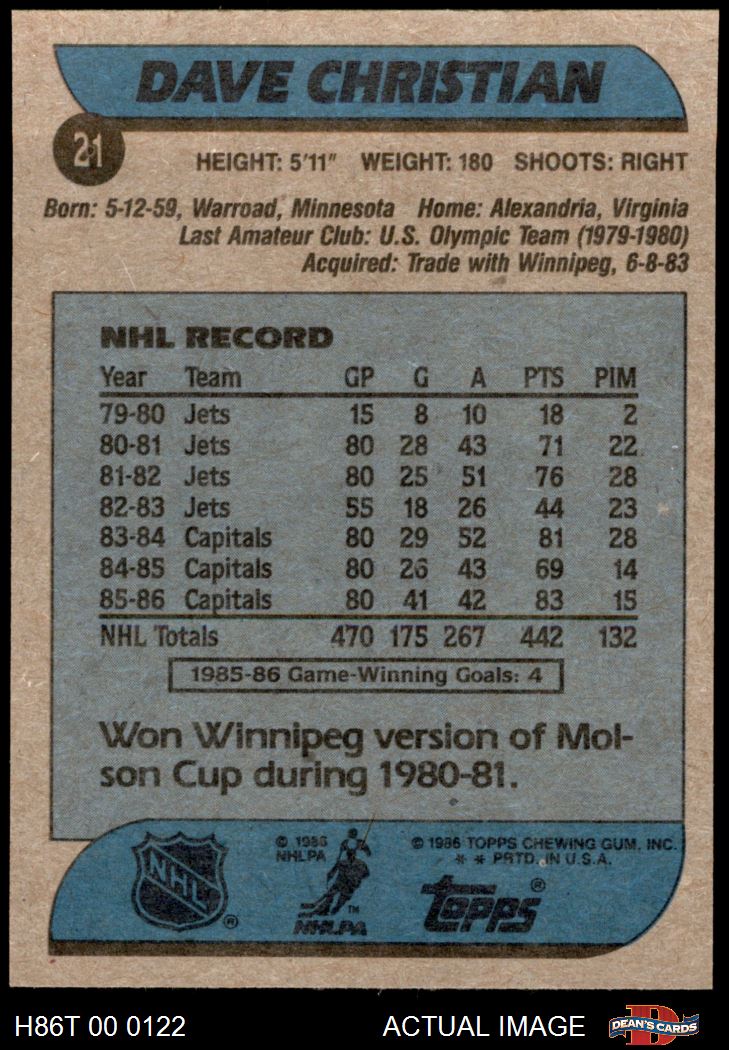 DAVE CHRISTIAN
21
HEIGHT: 5'11" WEIGHT: 180 SHOOTS: RIGHT
Born: 5-12-59, Warroad, Minnesota Home: Alexandria, Virginia
Last Amateur Club: U.S. Olympic Team (1979-1980)
Acquired: Trade with Winnipeg, 6-8-83
NHL RECORD
Year Team GP G A PTS PIM
79-80 Jets 15 8 10 18 2
80-81 Jets 80 28 43 71 22
81-82 Jets 80 25 51 76 28
82-83 Jets 55 18 26 44 23
83-84 Capitals 80 29 52 81 28
84-85 Capitals 80 26 43 69 14
85-86 Capitals 80 41 42 83 15
NHL Totals 470 175 267 442 132
1985-86 Game-Winning Goals: 4
Won Winnipeg version of Mol-
son Cup during 1980-81.
NHL ®
© 1986
NHLPA
TM
NHLPA
© 1986 TOPPS CHEWING GUM, INC.
* * PRTD. IN U.S.A.
topps ®
H86T 00 0122 ACTUAL IMAGE D DEAN'S CARDS